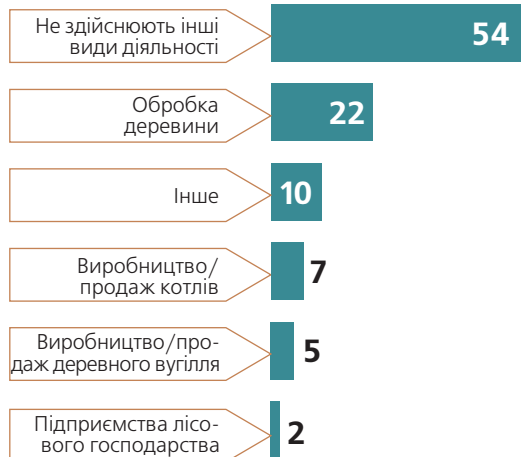 Не здійснюють інші
види діяльності
54
Обробка
деревини
22
Інше
10
Виробництво/
продаж котлів
7
Виробництво/про-
даж деревного вугілля
5
Підприємства лісо-
вого господарства
2